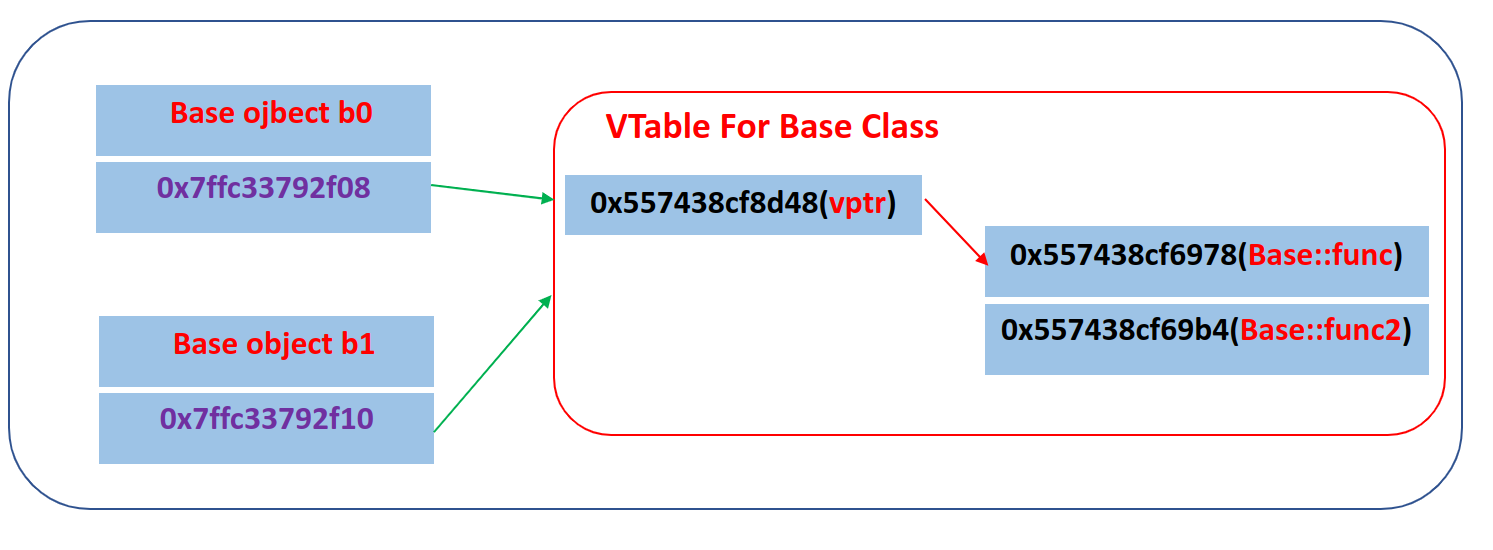 Base ojbect b0
0x7ffc33792f08
VTable For Base Class
0x557438cf8d48(vptr)
0x557438cf6978(Base::func)
0x557438cf69b4(Base::func2)
Base object b1
0x7ffc33792f10